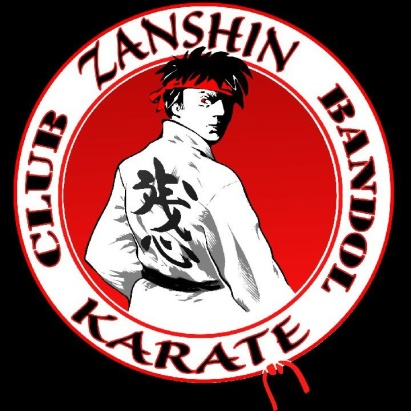 CLUB ZANSHIN BANDOL
KARATE
残心